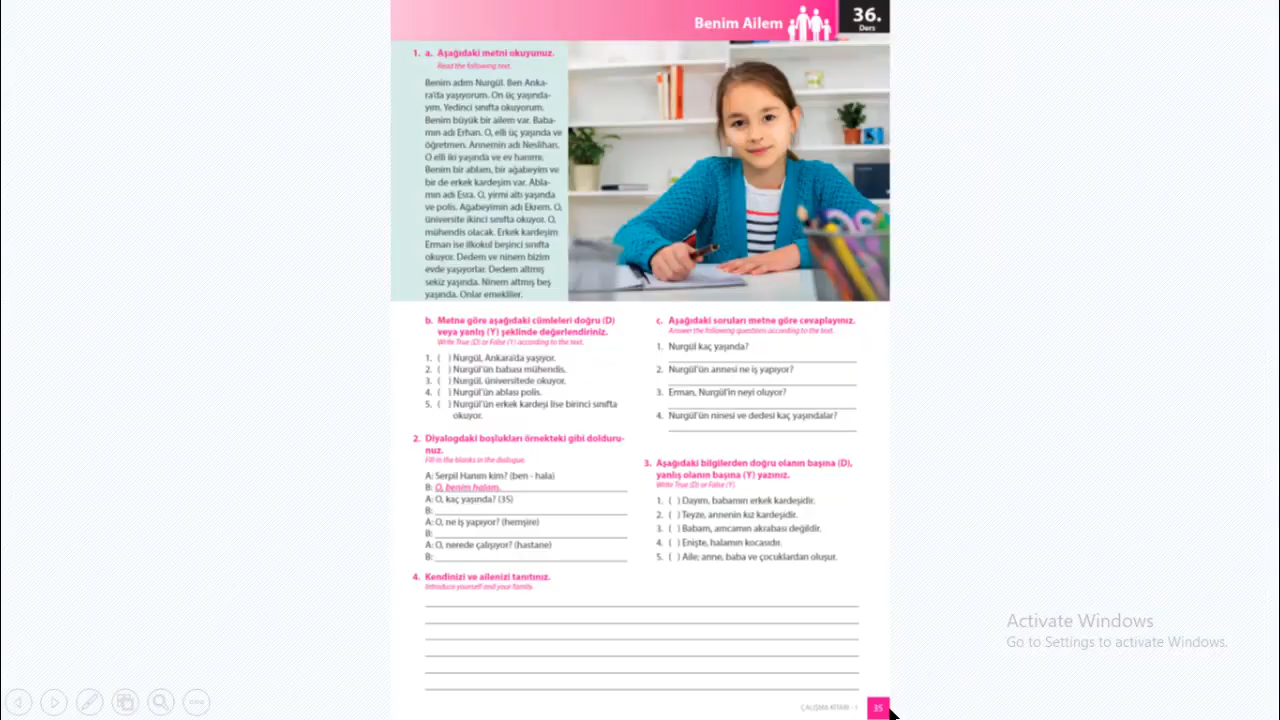 Benim Ailem
36.
Ders
1. a. Aşağıdaki metni okuyunuz.
Read the following text.
Benim adım Nurgül. Ben Anka-
ra'da yaşıyorum. On üç yaşında-
yım. Yedinci sınıfta okuyorum.
Benim büyük bir ailem var. Baba-
mın adı Erhan. O, elli üç yaşında ve
öğretmen. Annemin adı Neslihan.
O elli iki yaşında ve ev hanımı.
Benim bir ablam, bir ağabeyim ve
bir de erkek kardeşim var. Abla-
mın adı Esra. O, yirmi altı yaşında
ve polis. Ağabeyimin adı Ekrem. O,
üniversite ikinci sınıfta okuyor. O,
mühendis olacak. Erkek kardeşim
Erman ise ilkokul beşinci sınıfta
okuyor. Dedem ve ninem bizim
evde yaşıyorlar. Dedem altmış
sekiz yaşında. Ninem altmış beş
yaşında. Onlar emekliler.
b. Metne göre aşağıdaki cümleleri doğru (D)
veya yanlış (Y) şeklinde değerlendiriniz.
Write True (D) or False (Y) according to the text.
1. ( ) Nurgül, Ankara'da yaşıyor.
2. ( ) Nurgül'ün babası mühendis.
3. ( ) Nurgül, üniversitede okuyor.
4. ( ) Nurgül'ün ablası polis.
5. ( ) Nurgül'ün erkek kardeşi lise birinci sınıfta
okuyor.
2. Diyalogdaki boşlukları örnekteki gibi dolduru-
nuz.
Fill in the blanks in the dialogue.
A: Serpil Hanım kim? (ben - hala)
B: O, benim halam.
A: O, kaç yaşında? (35)
B:
A: O, ne iş yapıyor? (hemşire)
B:
A: O, nerede çalışıyor? (hastane)
B:
c. Aşağıdaki soruları metne göre cevaplayınız.
Answer the following questions according to the text.
1. Nurgül kaç yaşında?
2. Nurgül'ün annesi ne iş yapıyor?
3. Erman, Nurgül'in neyi oluyor?
4. Nurgül'ün ninesi ve dedesi kaç yaşındalar?
3. Aşağıdaki bilgilerden doğru olanın başına (D),
yanlış olanın başına (Y) yazınız.
Write True (D) or False (Y)
1. ( ) Dayım, babamın erkek kardeşidir.
2. ( ) Teyze, annenin kız kardeşidir.
3. ( ) Babam, amcamın akrabası değildir.
4. ( ) Enişte, halamın kocasıdır.
5. ( ) Aile; anne, baba ve çocuklardan oluşur.
4. Kendinizi ve ailenizi tanıtınız.
Introduce yourself and your family.
ÇALIŞMA KİTABI - 1
35
Activate Windows
Go to Settings to activate Windows.